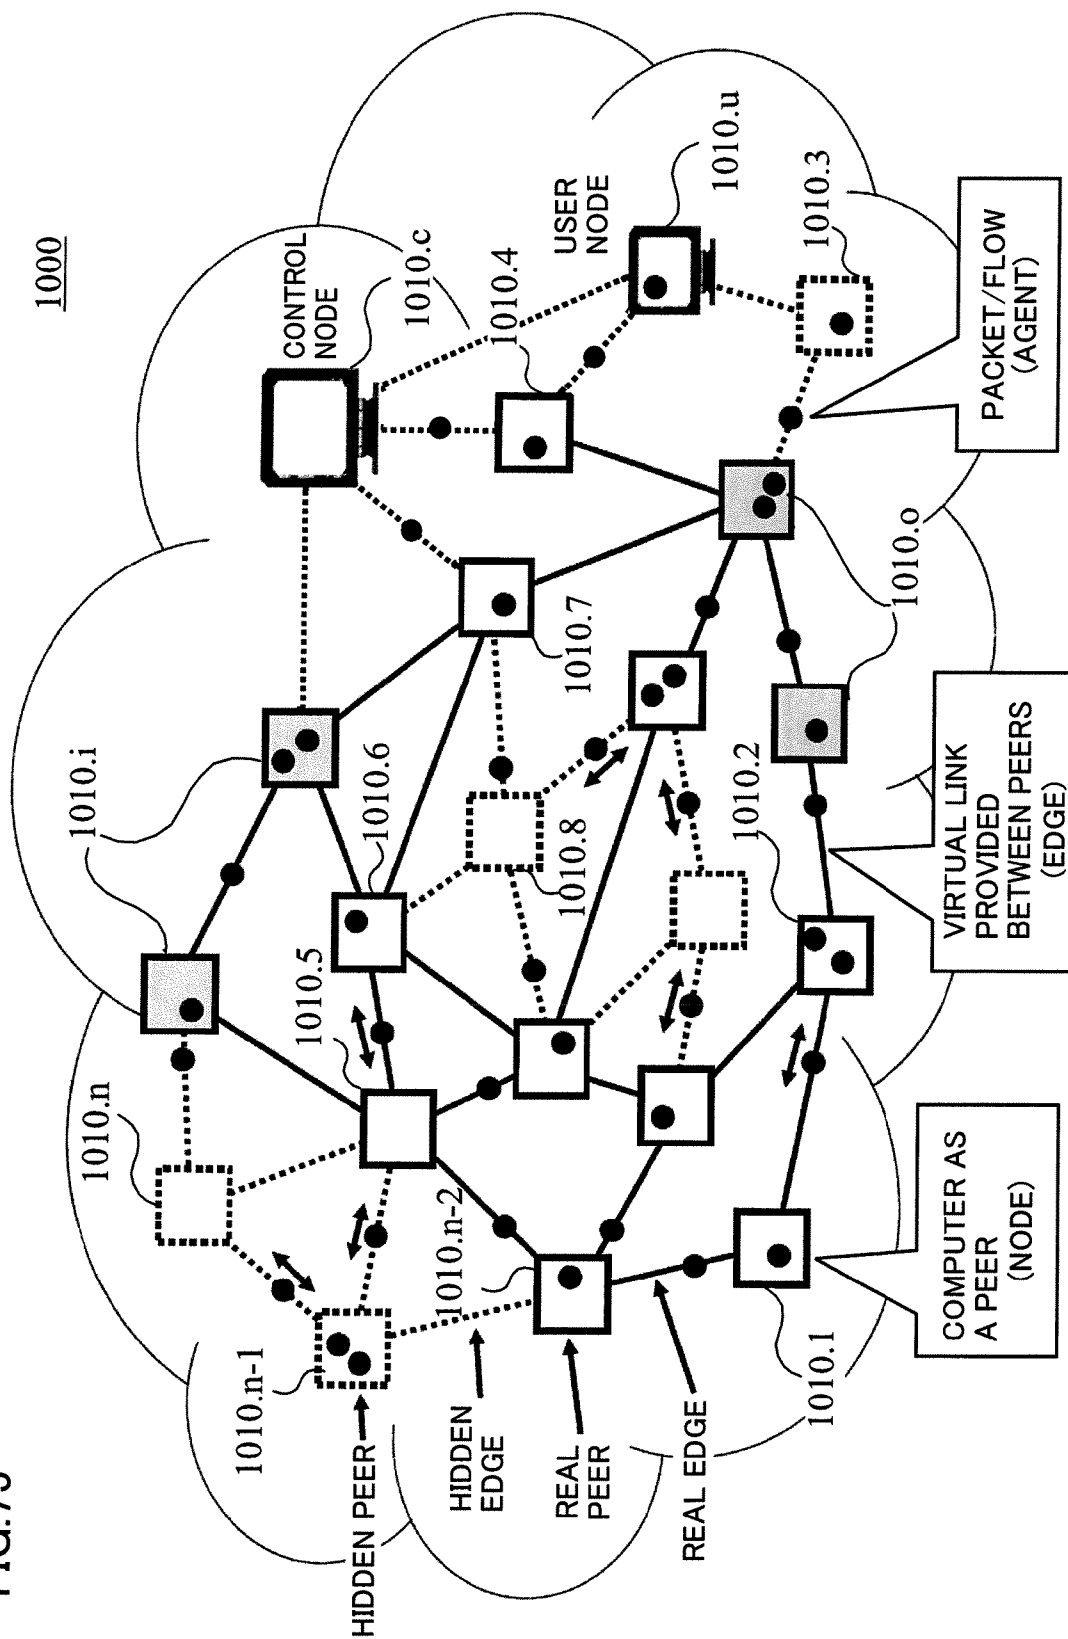 1000
CONTROL
NODE
1010.c
1010.4
USER
NODE
1010.u
1010.3
PACKET/FLOW
(AGENT)
1010.i
1010.6
1010.7
1010.8
1010.o
1010.2
VIRTUAL LINK
PROVIDED
BETWEEN PEERS
(EDGE)
1010.n
1010.5
1010.n-2
1010.n-1
1010.1
COMPUTER AS
A PEER
(NODE)
HIDDEN PEER
HIDDEN
EDGE
REAL
PEER
REAL EDGE